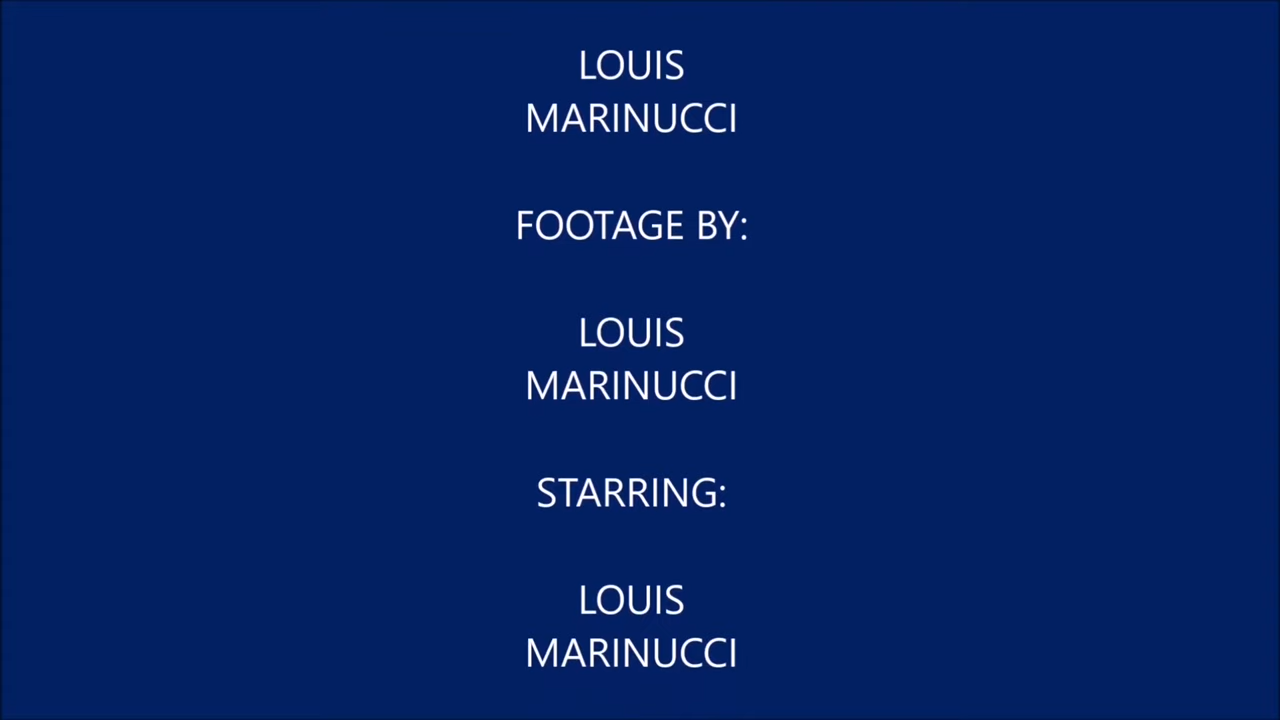 LOUIS
MARINUCCI
FOOTAGE BY:
LOUIS
MARINUCCI
STARRING:
LOUIS
MARINUCCI